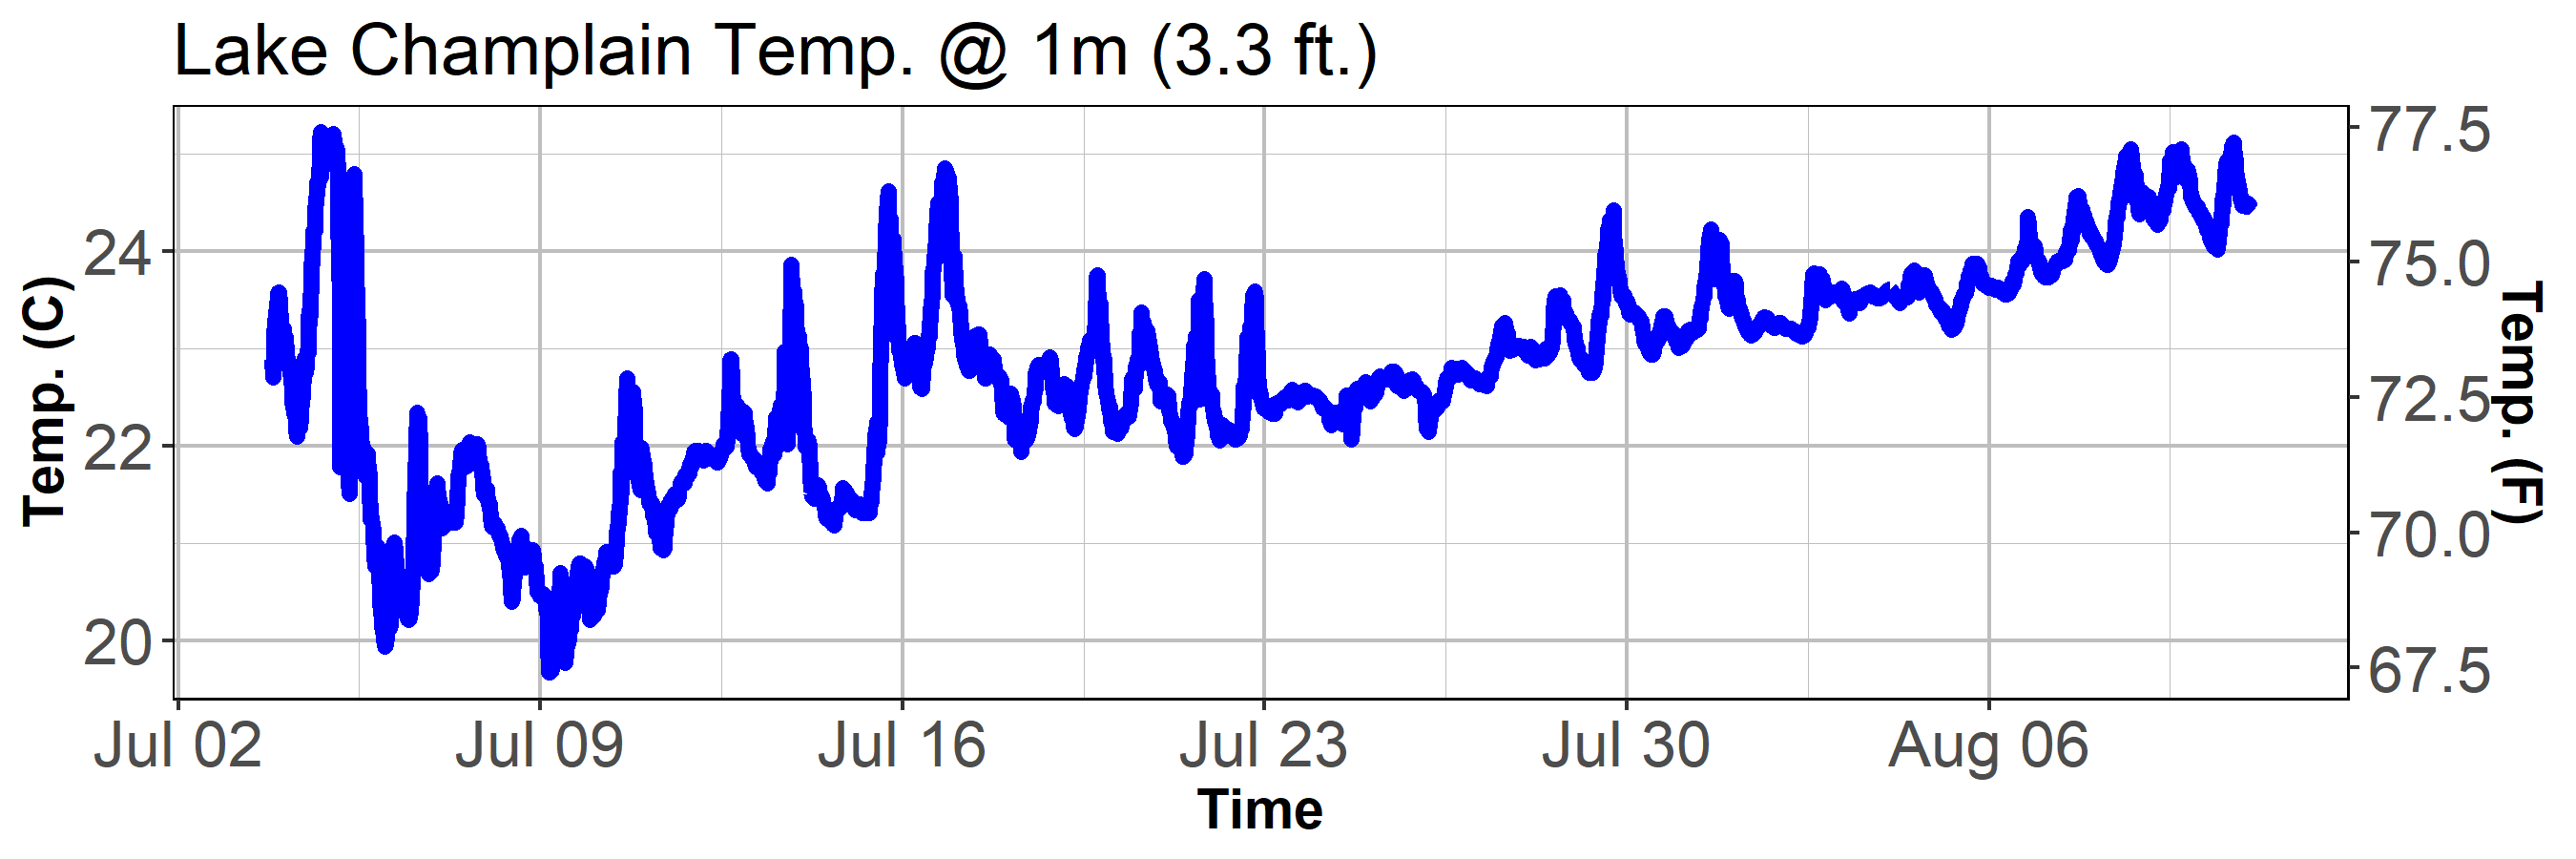 Lake Champlain Temp. @ 1m (3.3 ft.)
Temp. (C)
24
22
20
77.5
75.0
72.5
70.0
67.5
Temp. (F)
Jul 02 Jul 09 Jul 16 Jul 23 Jul 30 Aug 06
Time